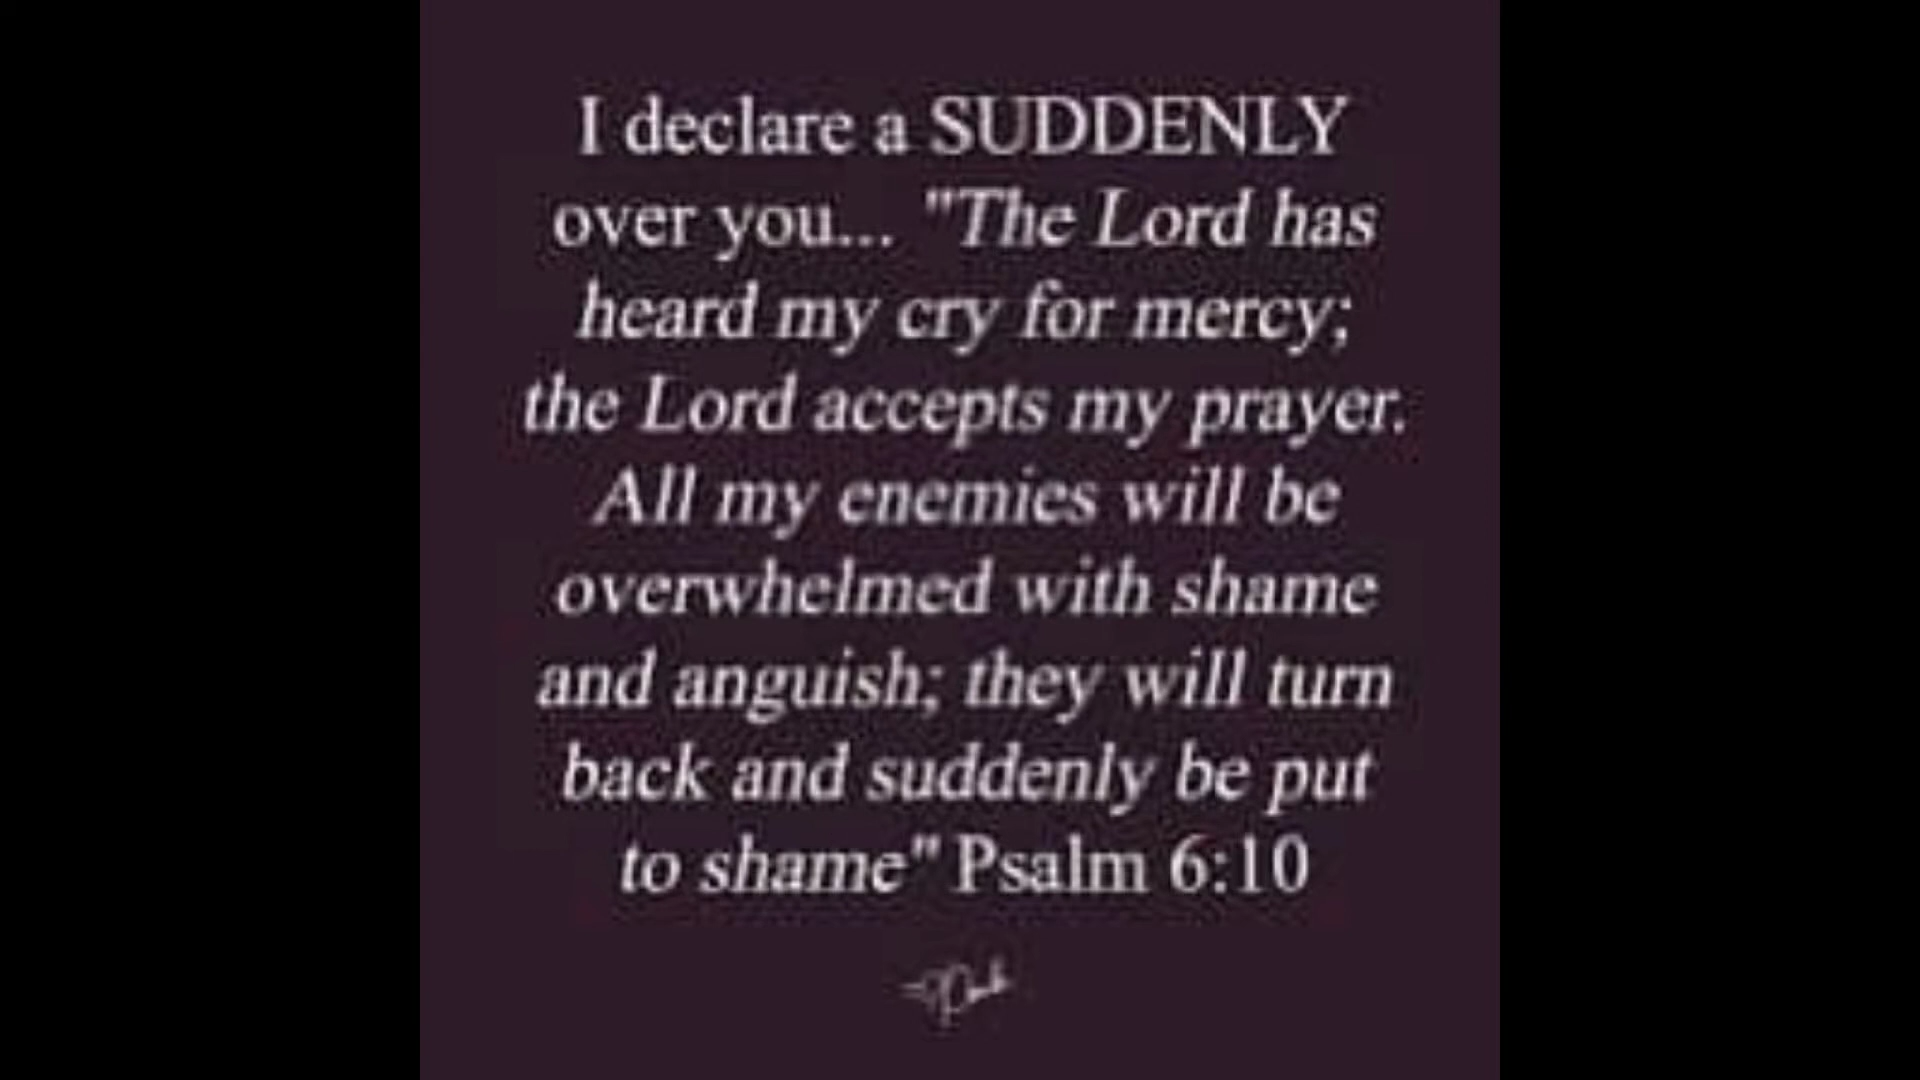 I declare a SUDDENLY
over you... "The Lord has
heard my cry for mercy;
the Lord accepts my prayer.
All my enemies will be
overwhelmed with shame
and anguish; they will turn
back and suddenly be put
to shame" Psalm 6:10